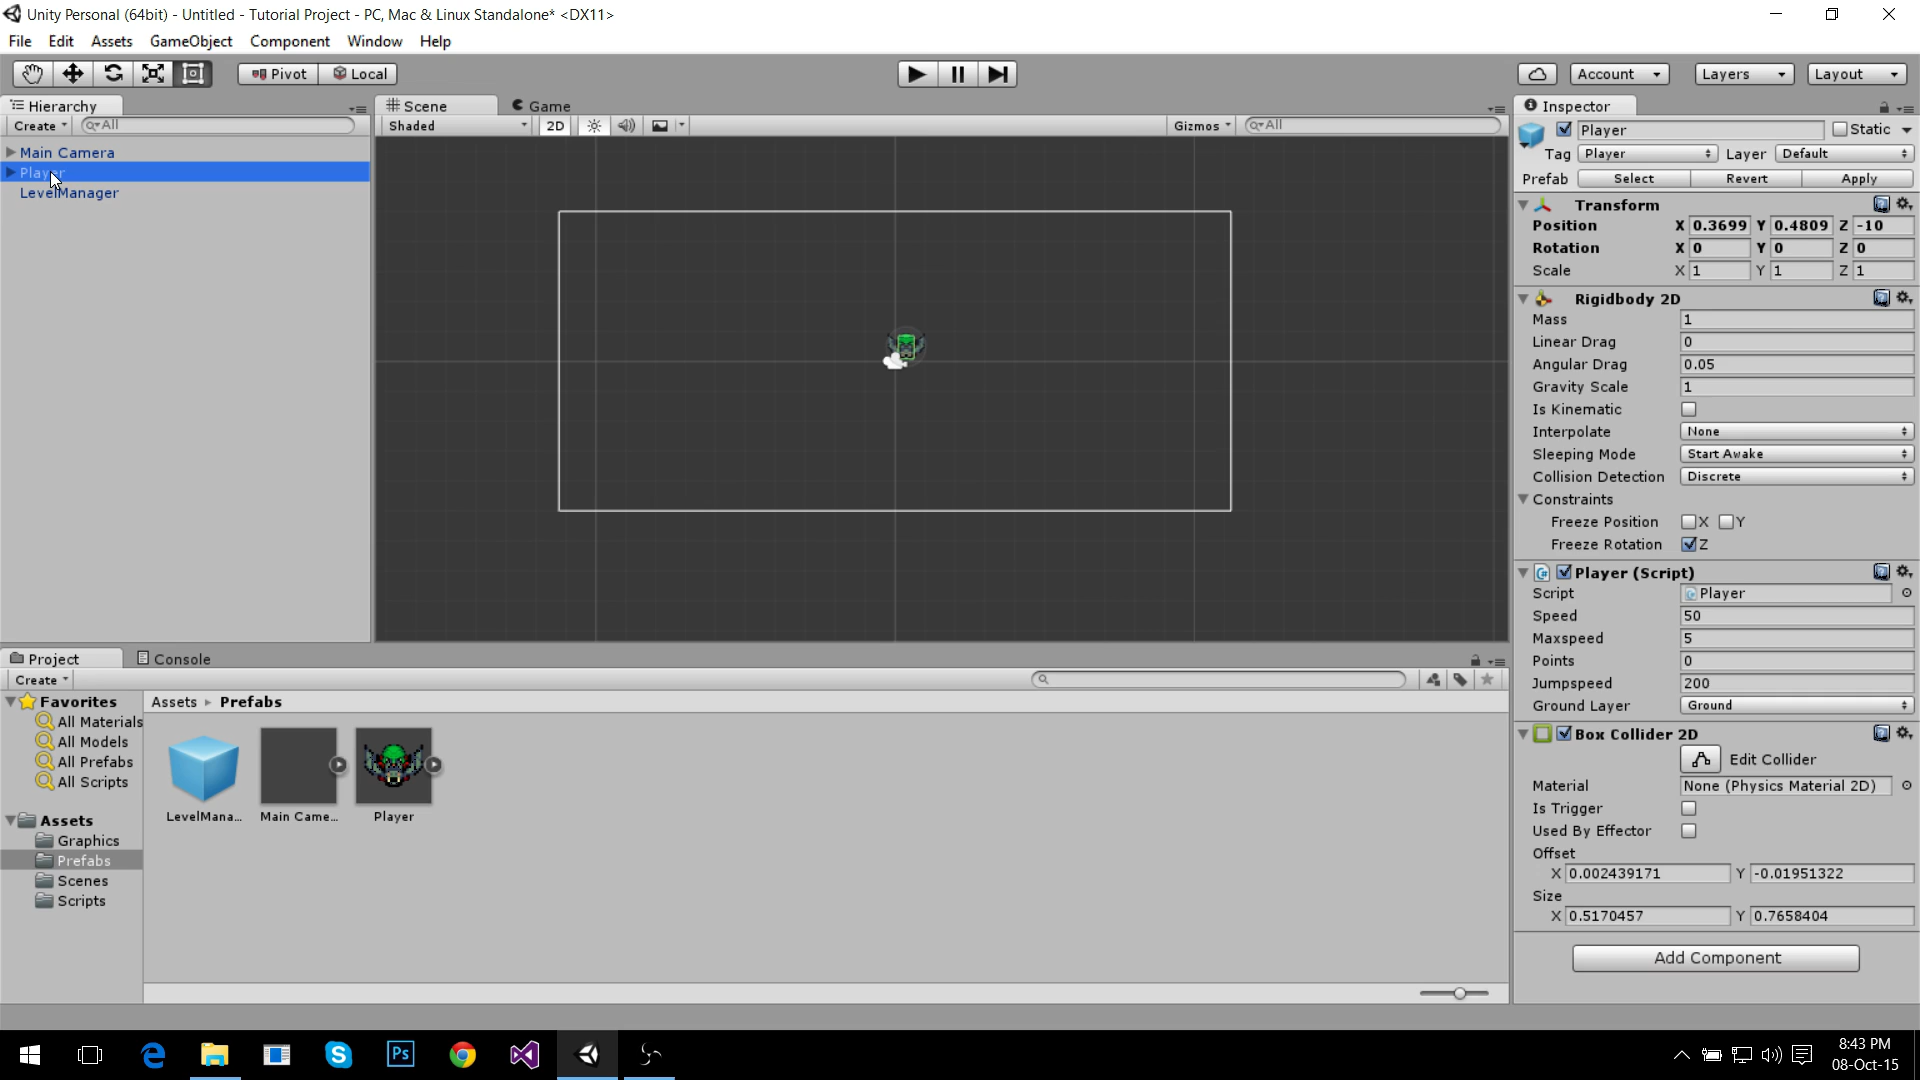 Unity Personal (64bit) - Untitled - Tutorial Project - PC, Mac & Linux Standalone* <DX11>
File Edit Assets GameObject Component Window Help
Pivot Local Account Layers Layout
Hierarchy
Create All
Main Camera
Player
LevelManager
Scene Game
Shaded 2D Gizmos All
Inspector
Player Static
Tag Player Layer Default
Prefab Select Revert Apply
Transform
Position X 0.3699 Y 0.4809 Z -10
Rotation X 0 Y 0 Z 0
Scale X 1 Y 1 Z 1
Rigidbody 2D
Mass 1
Linear Drag 0
Angular Drag 0.05
Gravity Scale 1
Is Kinematic
Interpolate None
Sleeping Mode Start Awake
Collision Detection Discrete
Constraints
Freeze Position X Y
Freeze Rotation Z
Player (Script)
Script Player
Speed 50
Maxspeed 5
Points 0
Jumpspeed 200
Ground Layer Ground
Box Collider 2D
Edit Collider
Material None (Physics Material 2D)
Is Trigger
Used By Effector
Offset
X 0.002439171 Y -0.01951322
Size
X 0.5170457 Y 0.7658404
Add Component
Project Console
Create
Favorites
All Materials
All Models
All Prefabs
All Scripts
Assets
Graphics
Prefabs
Scenes
Scripts
Assets Prefabs
LevelMana... Main Came... Player
Ps
8:43 PM
08-Oct-15